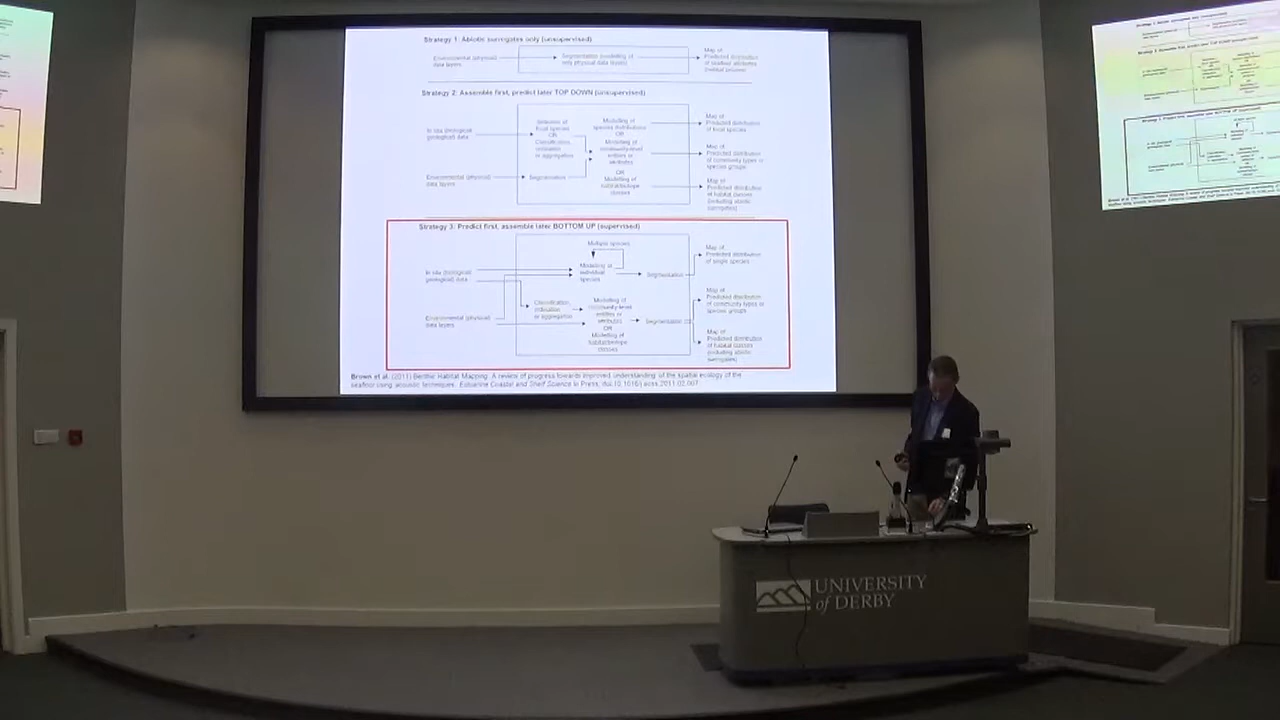 Strategy 1: Abiotic surrogates only (unsupervised)
Environmental (physical)
data layers
Segmentation (modelling of
only physical data layers)
Map of
Predicted distribution
of seafloor attributes
Strategy 2: Assemble first, predict later TOP DOWN (unsupervised)
In situ (biological
geological) data
Environmental (physical)
data layers
Selection of
focal species
OR
Classification,
ordination
or aggregation
Segmentation
Modelling of
species distributions
OR
Modelling of
community-level
entities or
attributes
OR
Modelling of
habitat/biotope
classes
Map of
Predicted distribution
of focal species
Map of
Predicted distribution
of community types or
species groups
Map of
Predicted distribution
of habitat classes
(including abiotic
surrogates)
Strategy 3: Predict first, assemble later BOTTOM UP (supervised)
In situ (biological
geological) data
Environmental (physical)
data layers
Multiple species
Modelling of
individual
species
Segmentation
Classification,
ordination
or aggregation
Modelling of
community-level
entities or
attributes
OR
Modelling of
habitat/biotope
classes
Segmentation
Map of
Predicted distribution
of single species
Map of
Predicted distribution
of community types or
species groups
Map of
Predicted distribution
of habitat classes
(including abiotic
surrogates)
Brown et al. (2011) Benthic Habitat Mapping: A review of progress towards improved understanding of the spatial ecology of the
seafloor using acoustic techniques. Estuarine Coastal and Shelf Science In Press, doi:10.1016/j.ecss.2011.02.007
UNIVERSITY
of DERBY